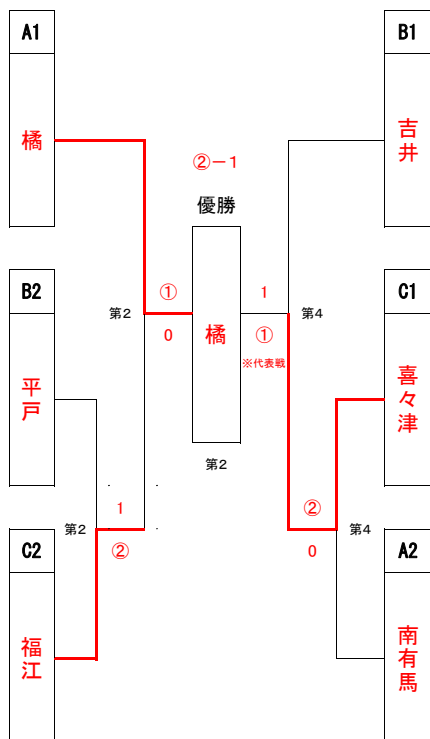 A1
B1
橘
吉井
②－1
優勝
B2
C1
第2
①
0
橘
1
①
※代表戦
第4
平戸
喜々津
第2
C2
第2
1
②
②
0
第4
A2
福江
南有馬